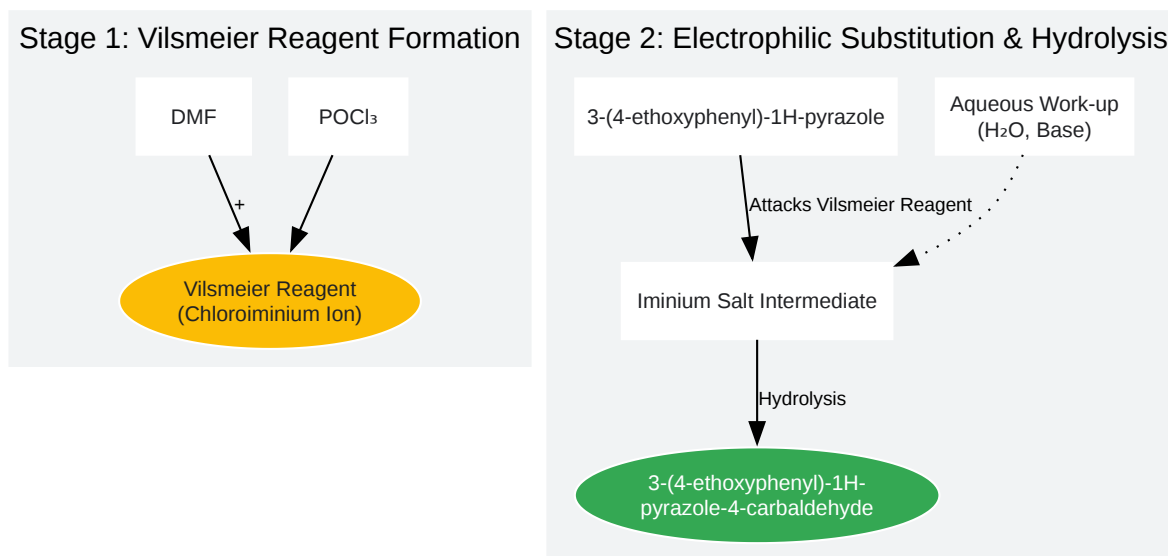 Stage 1: Vilsmeier Reagent Formation
DMF
POCl₃
+
Vilsmeier Reagent
(Chloroiminium Ion)
Stage 2: Electrophilic Substitution & Hydrolysis
3-(4-ethoxyphenyl)-1H-pyrazole
Aqueous Work-up
(H₂O, Base)
Attacks Vilsmeier Reagent
Iminium Salt Intermediate
Hydrolysis
3-(4-ethoxyphenyl)-1H-
pyrazole-4-carbaldehyde